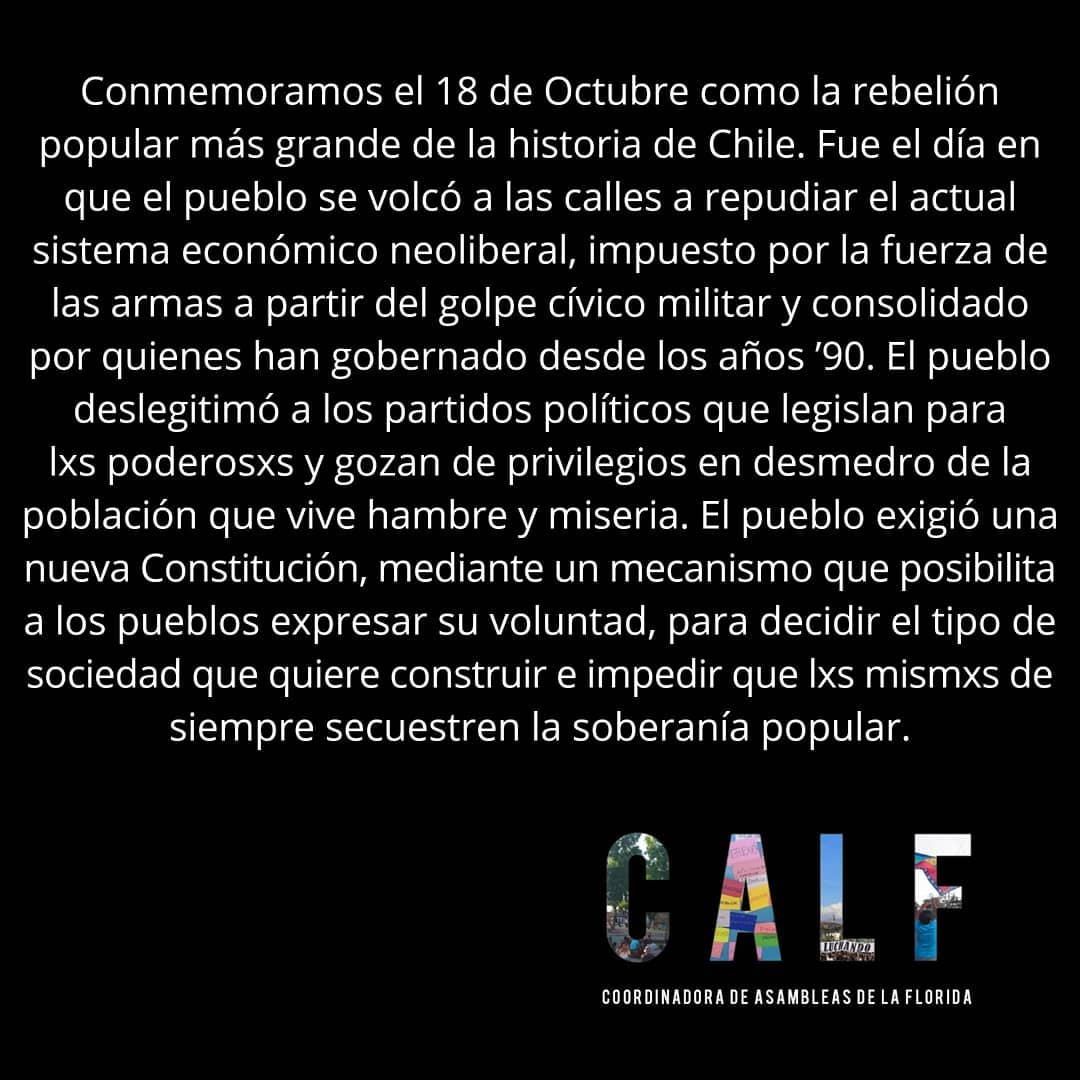 Conmemoramos el 18 de Octubre como la rebelión
popular más grande de la historia de Chile. Fue el día en
que el pueblo se volcó a las calles a repudiar el actual
sistema económico neoliberal, impuesto por la fuerza de
las armas a partir del golpe cívico militar y consolidado
por quienes han gobernado desde los años ’90. El pueblo
deslegitimó a los partidos políticos que legislan para
lxs poderosxs y gozan de privilegios en desmedro de la
población que vive hambre y miseria. El pueblo exigió una
nueva Constitución, mediante un mecanismo que posibilita
a los pueblos expresar su voluntad, para decidir el tipo de
sociedad que quiere construir e impedir que lxs mismxs de
siempre secuestren la soberanía popular.
CALF
LUCHANDO
COORDINADORA DE ASAMBLEAS DE LA FLORIDA